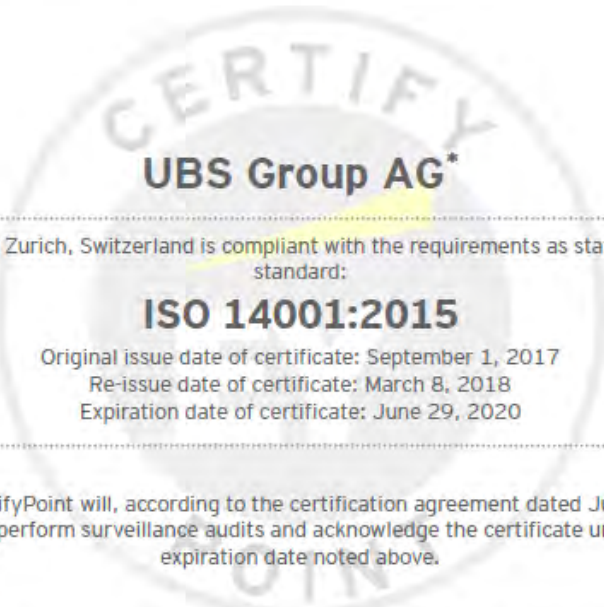 CERTIFY
UBS Group AG*
Zurich, Switzerland is compliant with the requirements as sta
standard:
ISO 14001:2015
Original issue date of certificate: September 1, 2017
Re-issue date of certificate: March 8, 2018
Expiration date of certificate: June 29, 2020
ifyPoint will, according to the certification agreement dated Ju
perform surveillance audits and acknowledge the certificate un
expiration date noted above.
POINT